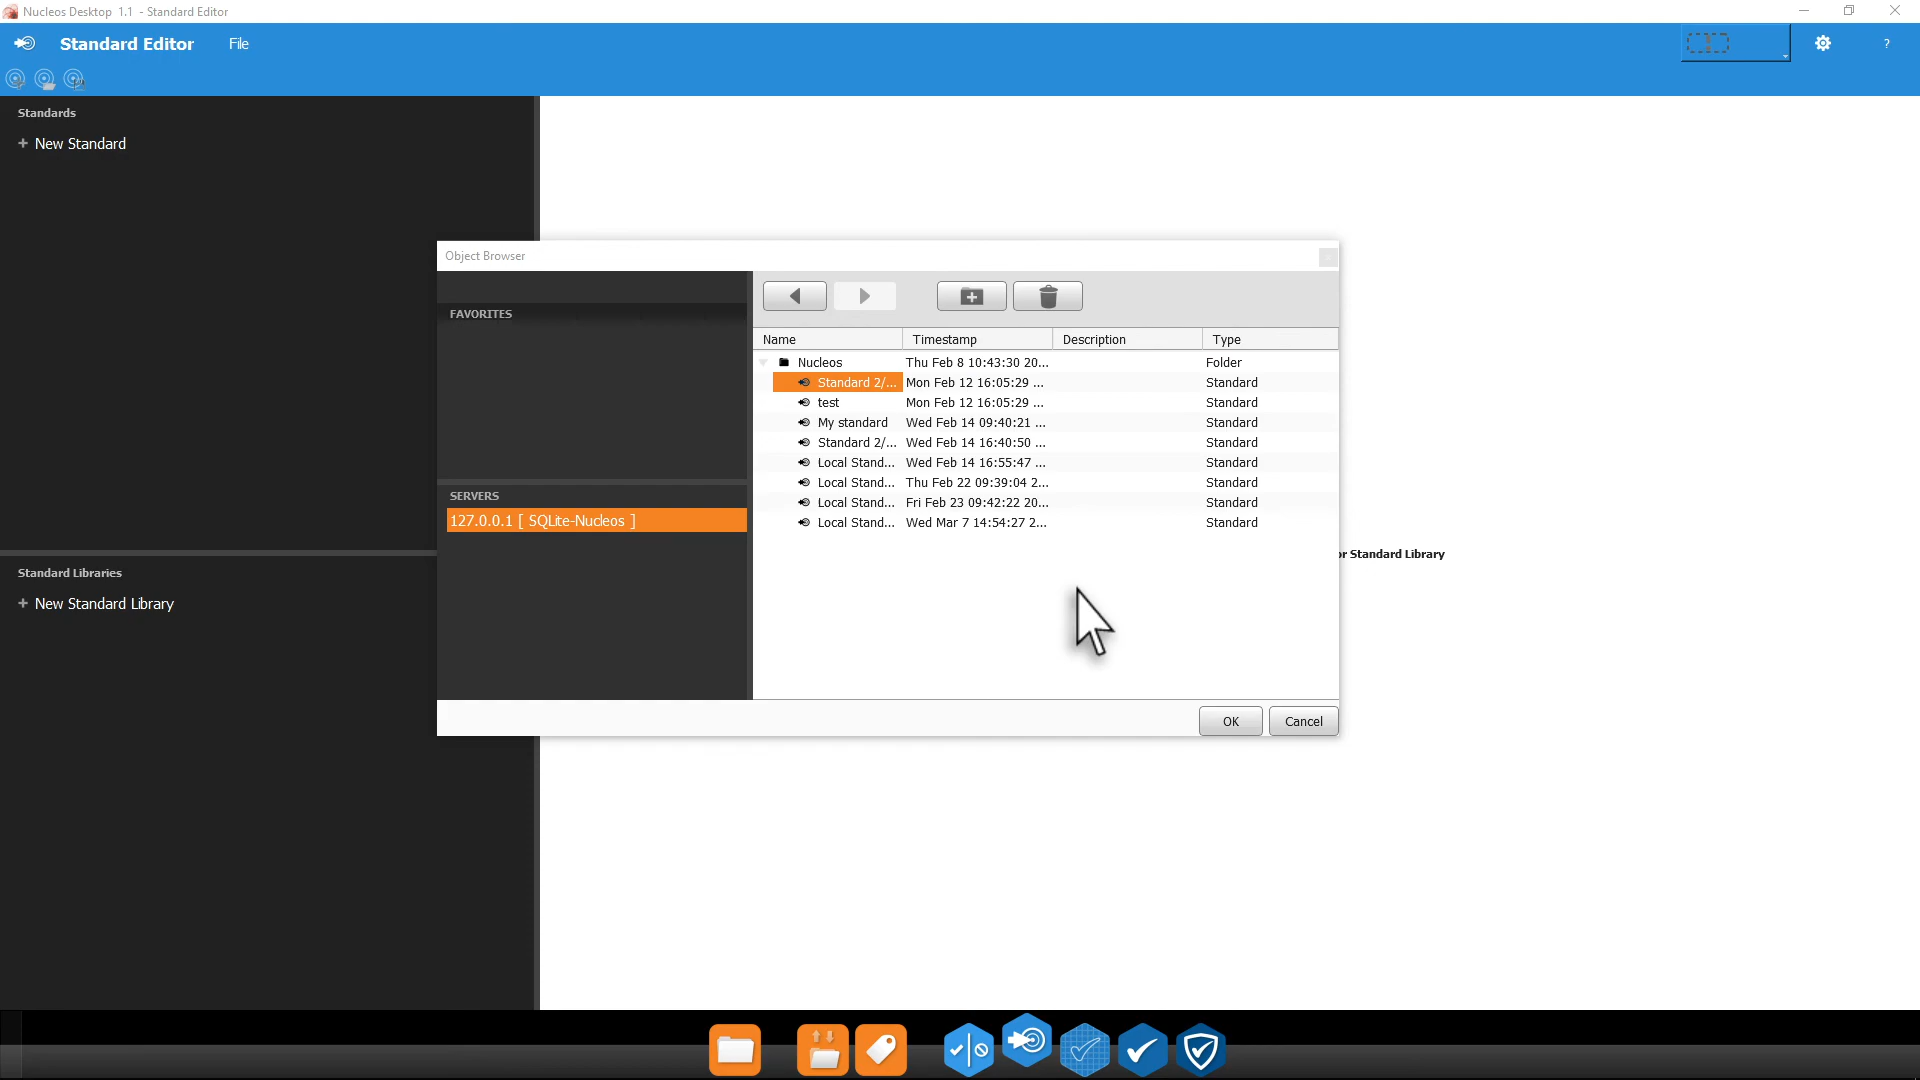 Nucleos Desktop 1.1 - Standard Editor
Standard Editor File ?
Standards
+ New Standard
Object Browser
FAVORITES
Name Timestamp Description Type
Nucleos Thu Feb 8 10:43:30 20... Folder
Standard 2/... Mon Feb 12 16:05:29 ... Standard
test Mon Feb 12 16:05:29 ... Standard
My standard Wed Feb 14 09:40:21 ... Standard
Standard 2/... Wed Feb 14 16:40:50 ... Standard
Local Stand... Wed Feb 14 16:55:47 ... Standard
Local Stand... Thu Feb 22 09:39:04 2... Standard
Local Stand... Fri Feb 23 09:42:22 20... Standard
Local Stand... Wed Mar 7 14:54:27 2... Standard
SERVERS
127.0.0.1 [ SQLite-Nucleos ]
or Standard Library
Standard Libraries
+ New Standard Library
OK Cancel